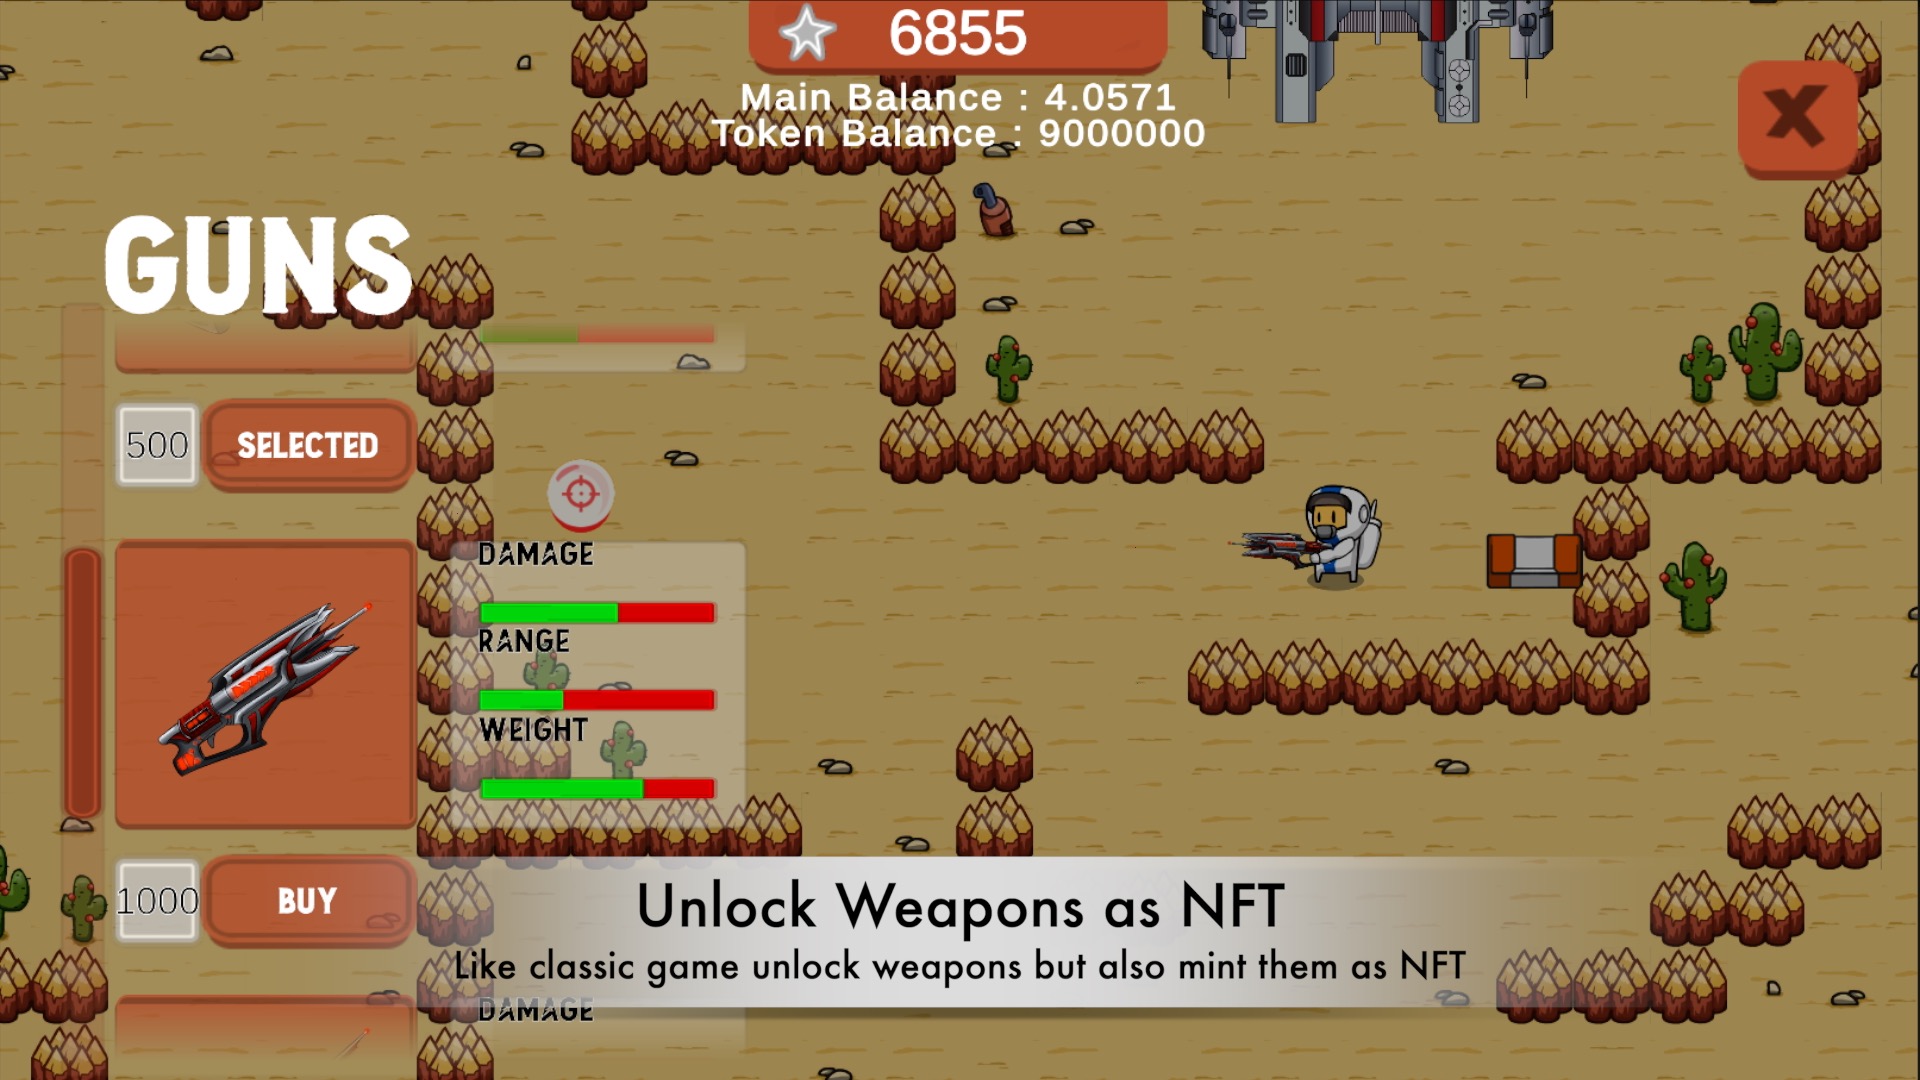 6855
Main Balance : 4.0571
Token Balance : 9000000
GUNS
500
SELECTED
DAMAGE
RANGE
WEIGHT
1000
BUY
Unlock Weapons as NFT
Like classic game unlock weapons but also mint them as NFT
DAMAGE